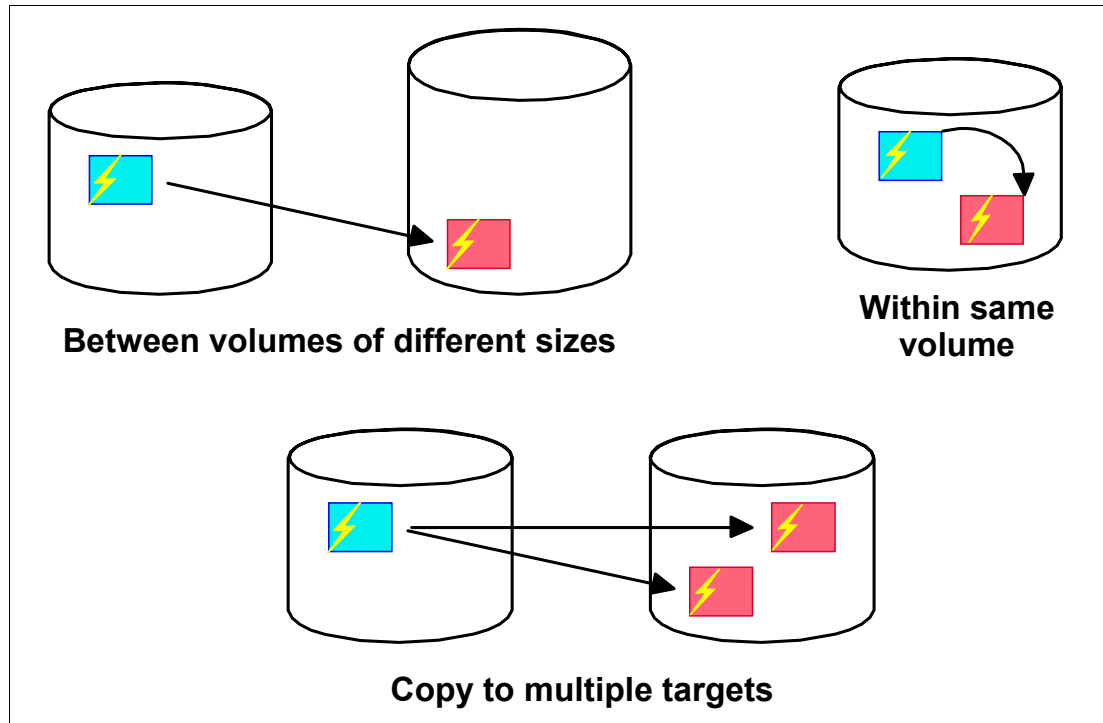 Between volumes of different sizes
Within same
volume
Copy to multiple targets